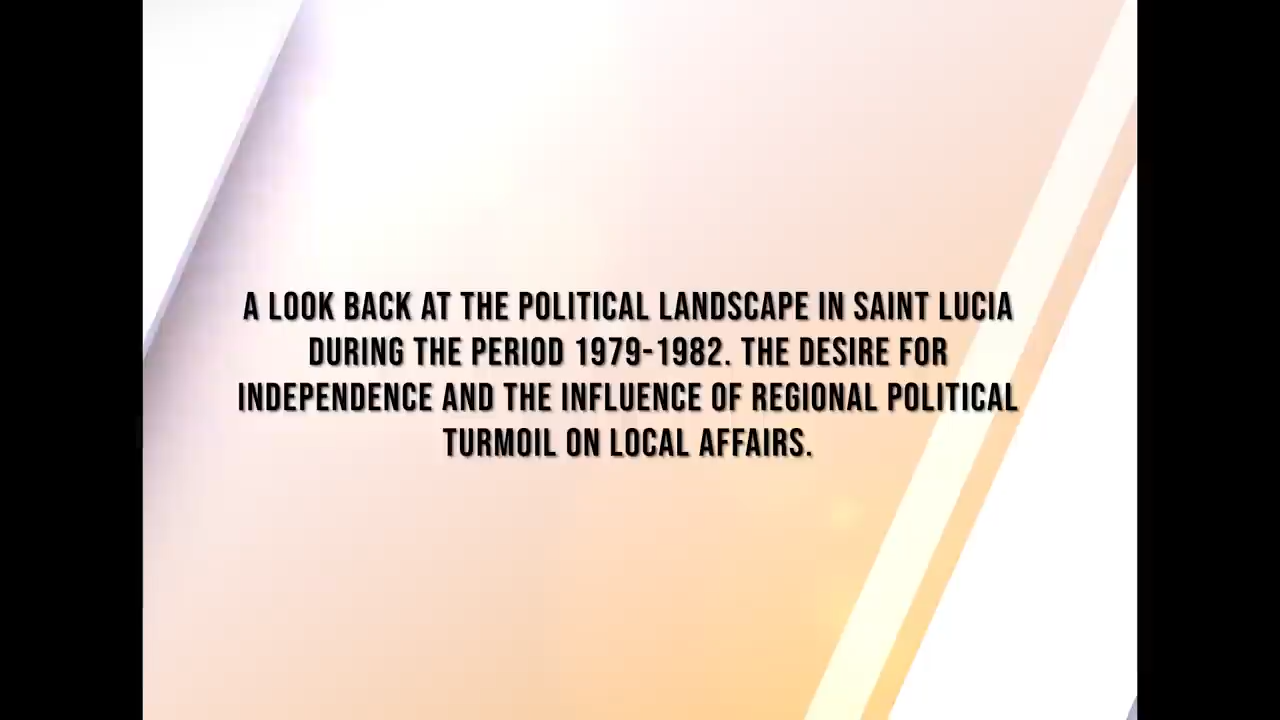 A LOOK BACK AT THE POLITICAL LANDSCAPE IN SAINT LUCIA
DURING THE PERIOD 1979-1982. THE DESIRE FOR
INDEPENDENCE AND THE INFLUENCE OF REGIONAL POLITICAL
TURMOIL ON LOCAL AFFAIRS.